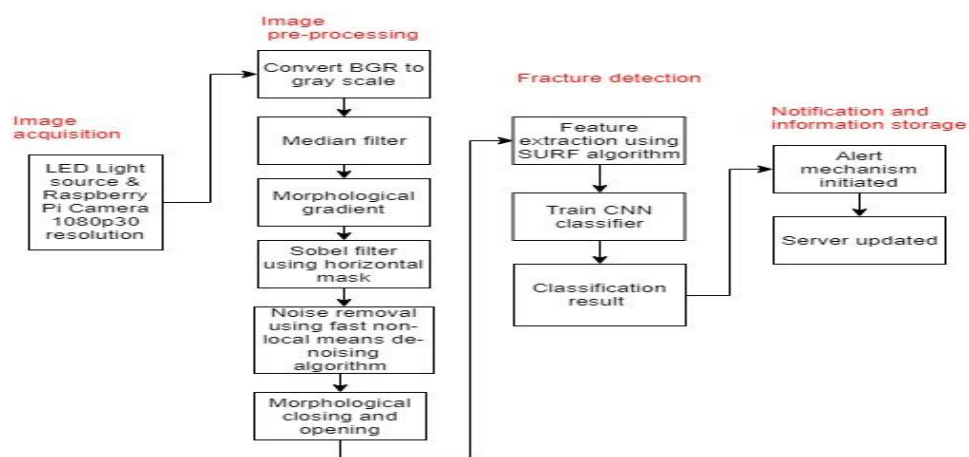 Image
acquisition
LED Light
source &
Raspberry
Pi Camera
1080p30
resolution
Image
pre-processing
Convert BGR to
gray scale
Median filter
Morphological
gradient
Sobel filter
using horizontal
mask
Noise removal
using fast non-
local means de-
noising
algorithm
Morphological
closing and
opening
Fracture detection
Feature
extraction using
SURF algorithm
Train CNN
classifier
Classification
result
Notification and
information storage
Alert
mechanism
initiated
Server updated